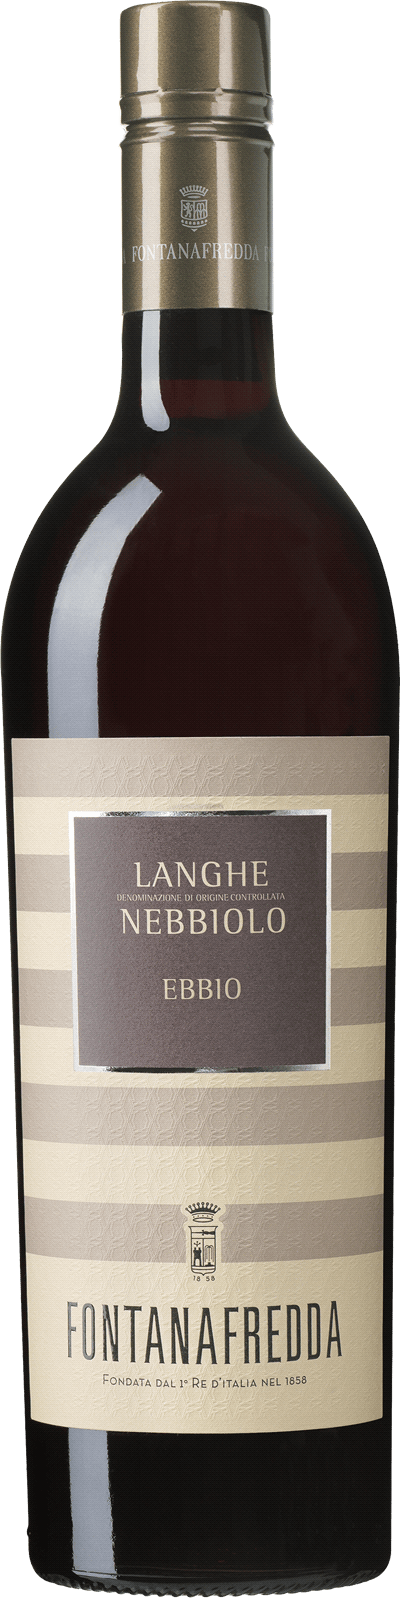 FONTANAFREDDA
LANGHE
DENOMINAZIONE DI ORIGINE CONTROLLATA
NEBBIOLO
EBBIO
18 58
FONTANAFREDDA
FONDATA DAL 1° RE D'ITALIA NEL 1858